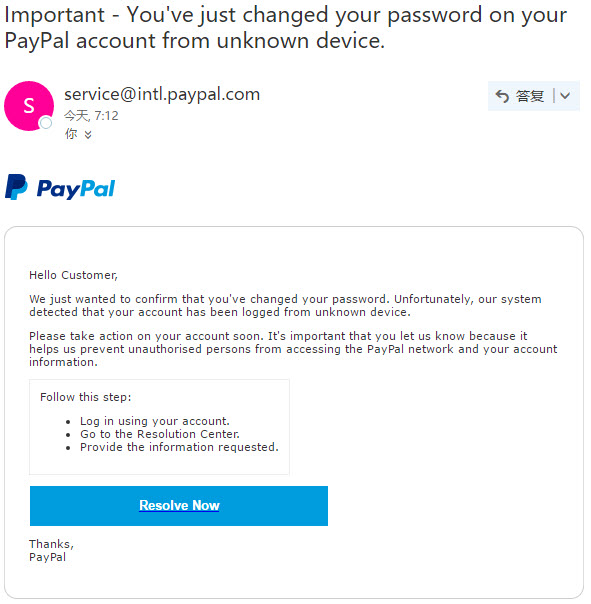 Important - You've just changed your password on your
PayPal account from unknown device.
S
service@intl.paypal.com
答复
今天, 7:12
你
PayPal
Hello Customer,
We just wanted to confirm that you've changed your password. Unfortunately, our system
detected that your account has been logged from unknown device.
Please take action on your account soon. It's important that you let us know because it
helps us prevent unauthorised persons from accessing the PayPal network and your account
information.
Follow this step:
• Log in using your account.
• Go to the Resolution Center.
• Provide the information requested.
Resolve Now
Thanks,
PayPal